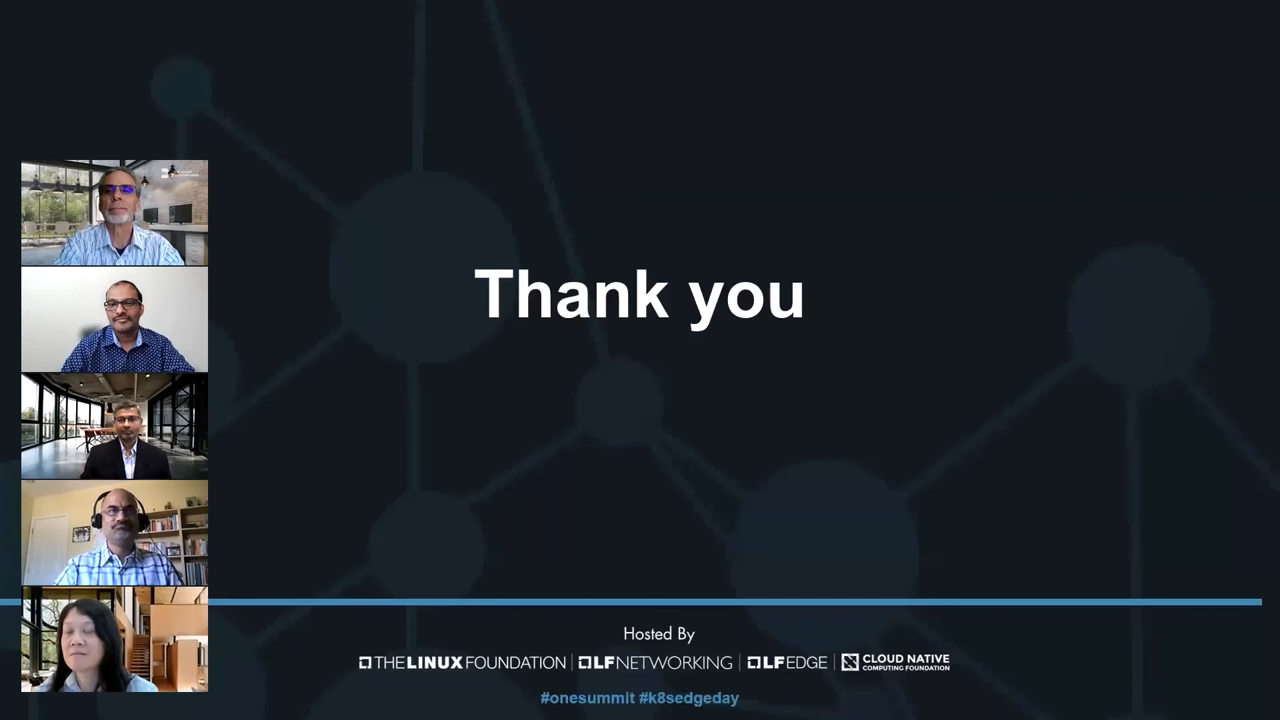 Thank you
Hosted By
THE LINUX FOUNDATION | LF NETWORKING | LF EDGE | CLOUD NATIVE COMPUTING FOUNDATION
#onesummit #k8sedgeday